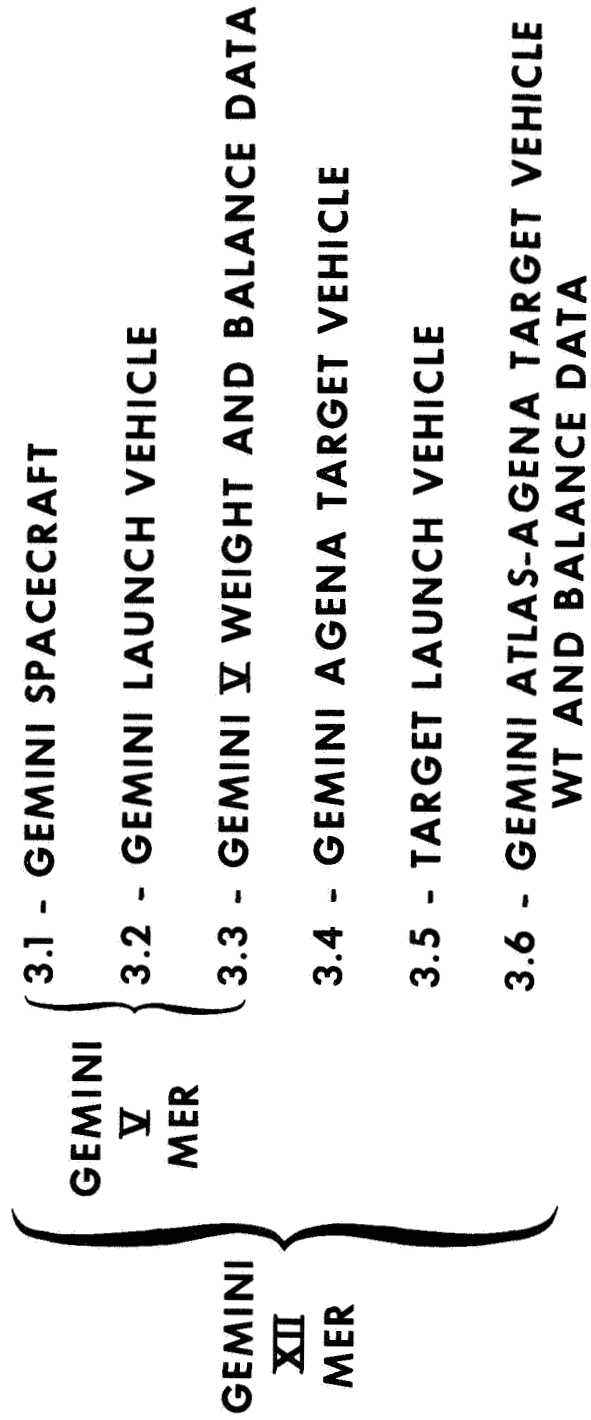 3.1 - GEMINI SPACECRAFT
3.2 - GEMINI LAUNCH VEHICLE
3.3 - GEMINI V WEIGHT AND BALANCE DATA
3.4 - GEMINI AGENA TARGET VEHICLE
3.5 - TARGET LAUNCH VEHICLE
3.6 - GEMINI ATLAS-AGENA TARGET VEHICLE
WT AND BALANCE DATA
GEMINI
V
MER
GEMINI
XII
MER